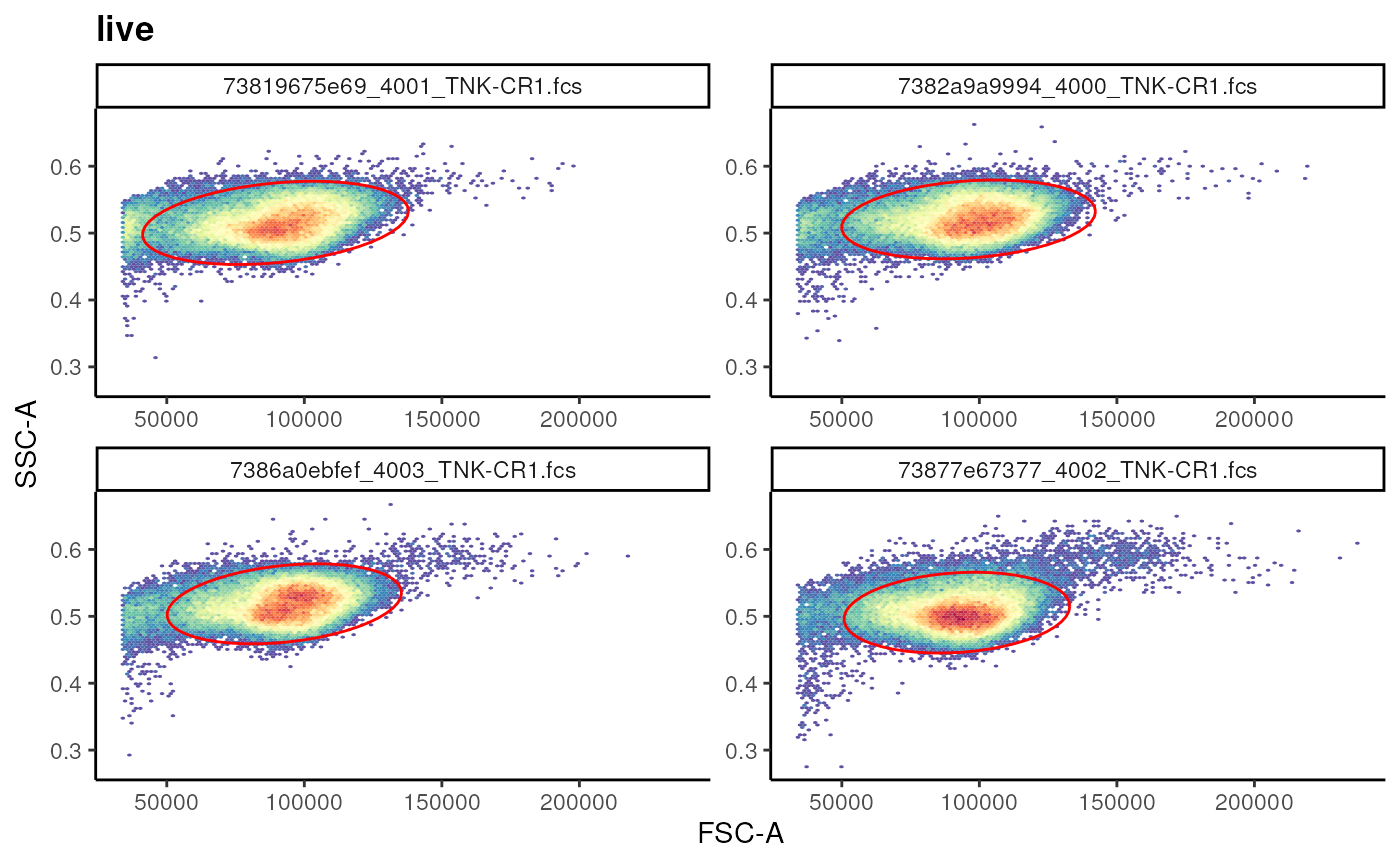 live
73819675e69_4001_TNK-CR1.fcs
7382a9a9994_4000_TNK-CR1.fcs
0.6
0.5
0.4
0.3
50000 100000 150000 200000
0.6
0.5
0.4
0.3
50000 100000 150000 200000
7386a0ebfef_4003_TNK-CR1.fcs
73877e67377_4002_TNK-CR1.fcs
0.6
0.5
0.4
0.3
50000 100000 150000 200000
0.6
0.5
0.4
0.3
50000 100000 150000 200000
SSC-A
FSC-A